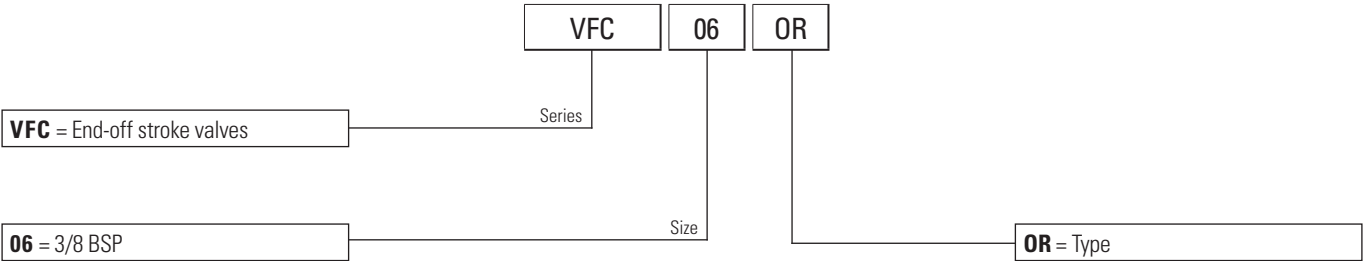 VFC 06 OR
Series
VFC = End-off stroke valves
Size
06 = 3/8 BSP
OR = Type